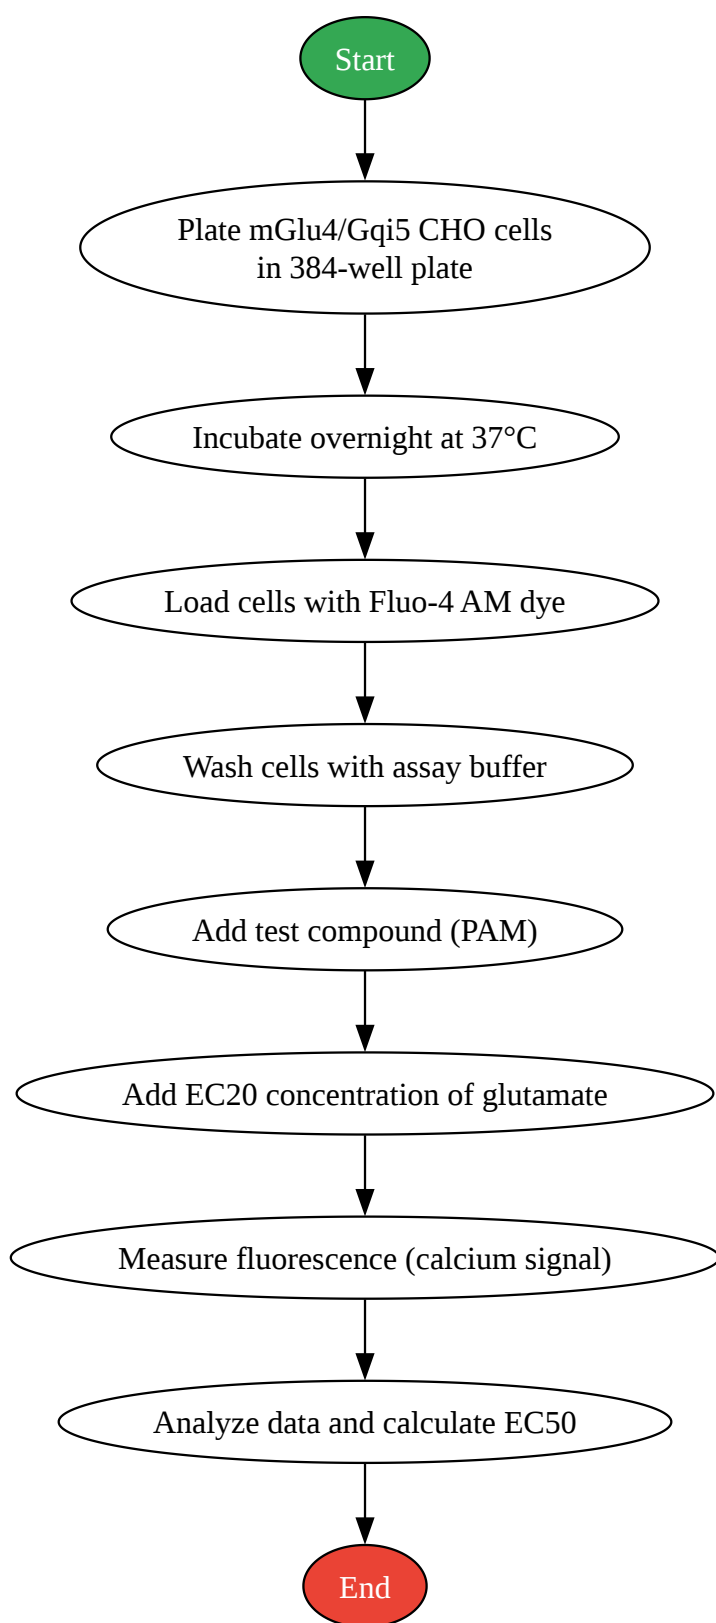 Start
Plate mGlu4/Gqi5 CHO cells
in 384-well plate
Incubate overnight at 37°C
Load cells with Fluo-4 AM dye
Wash cells with assay buffer
Add test compound (PAM)
Add EC20 concentration of glutamate
Measure fluorescence (calcium signal)
Analyze data and calculate EC50
End